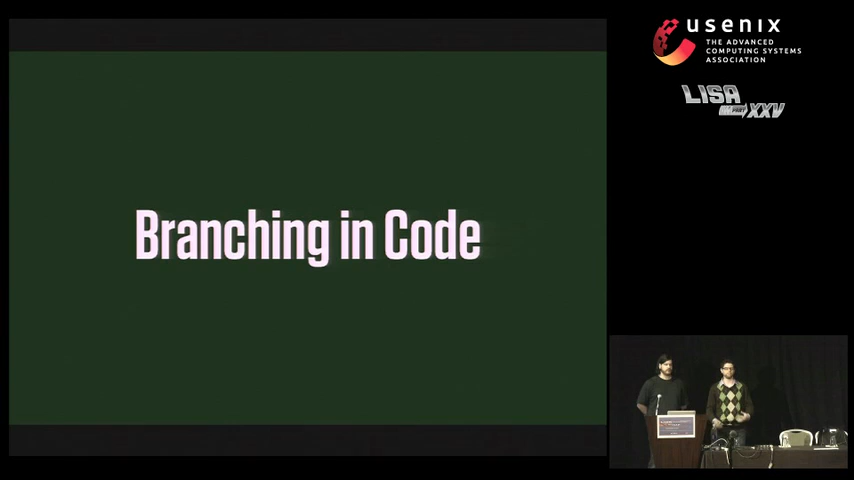 Branching in Code
usenix
THE ADVANCED
COMPUTING SYSTEMS
ASSOCIATION
LISA
XXV